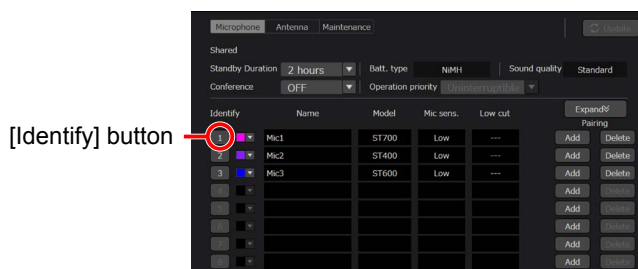 Microphone Antenna Maintenance Update
Shared
Standby Duration 2 hours Batt. type NiMH Sound quality Standard
Conference OFF Operation priority Uninterruptible
Identify Name Model Mic sens. Low cut Expand
Pairing
[Identify] button
1 Mic1 ST700 Low --- Add Delete
2 Mic2 ST400 Low --- Add Delete
3 Mic3 ST600 Low --- Add Delete
4 Add Delete
5 Add Delete
6 Add Delete
7 Add Delete
8 Add Delete